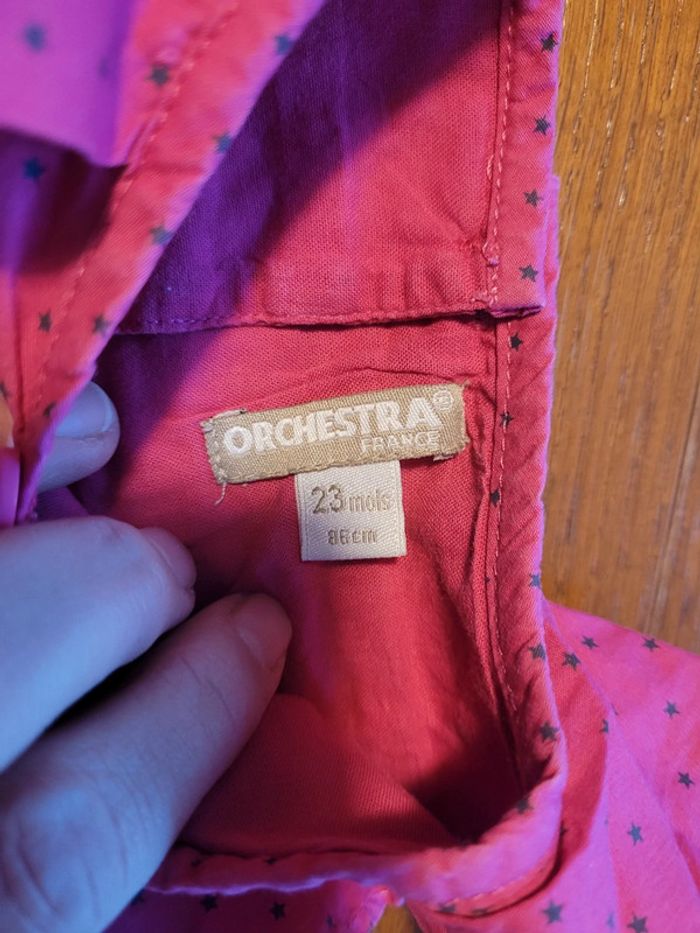 ORCHESTRA®
FRANCE
23 mois
86cm